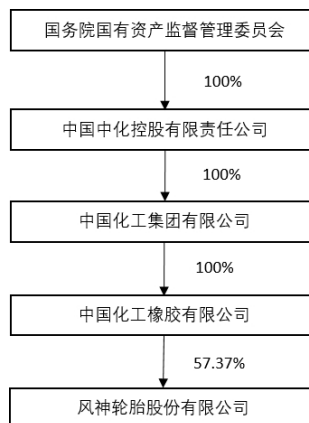 国务院国有资产监督管理委员会
100%
中国中化控股有限责任公司
100%
中国化工集团有限公司
100%
中国化工橡胶有限公司
57.37%
风神轮胎股份有限公司